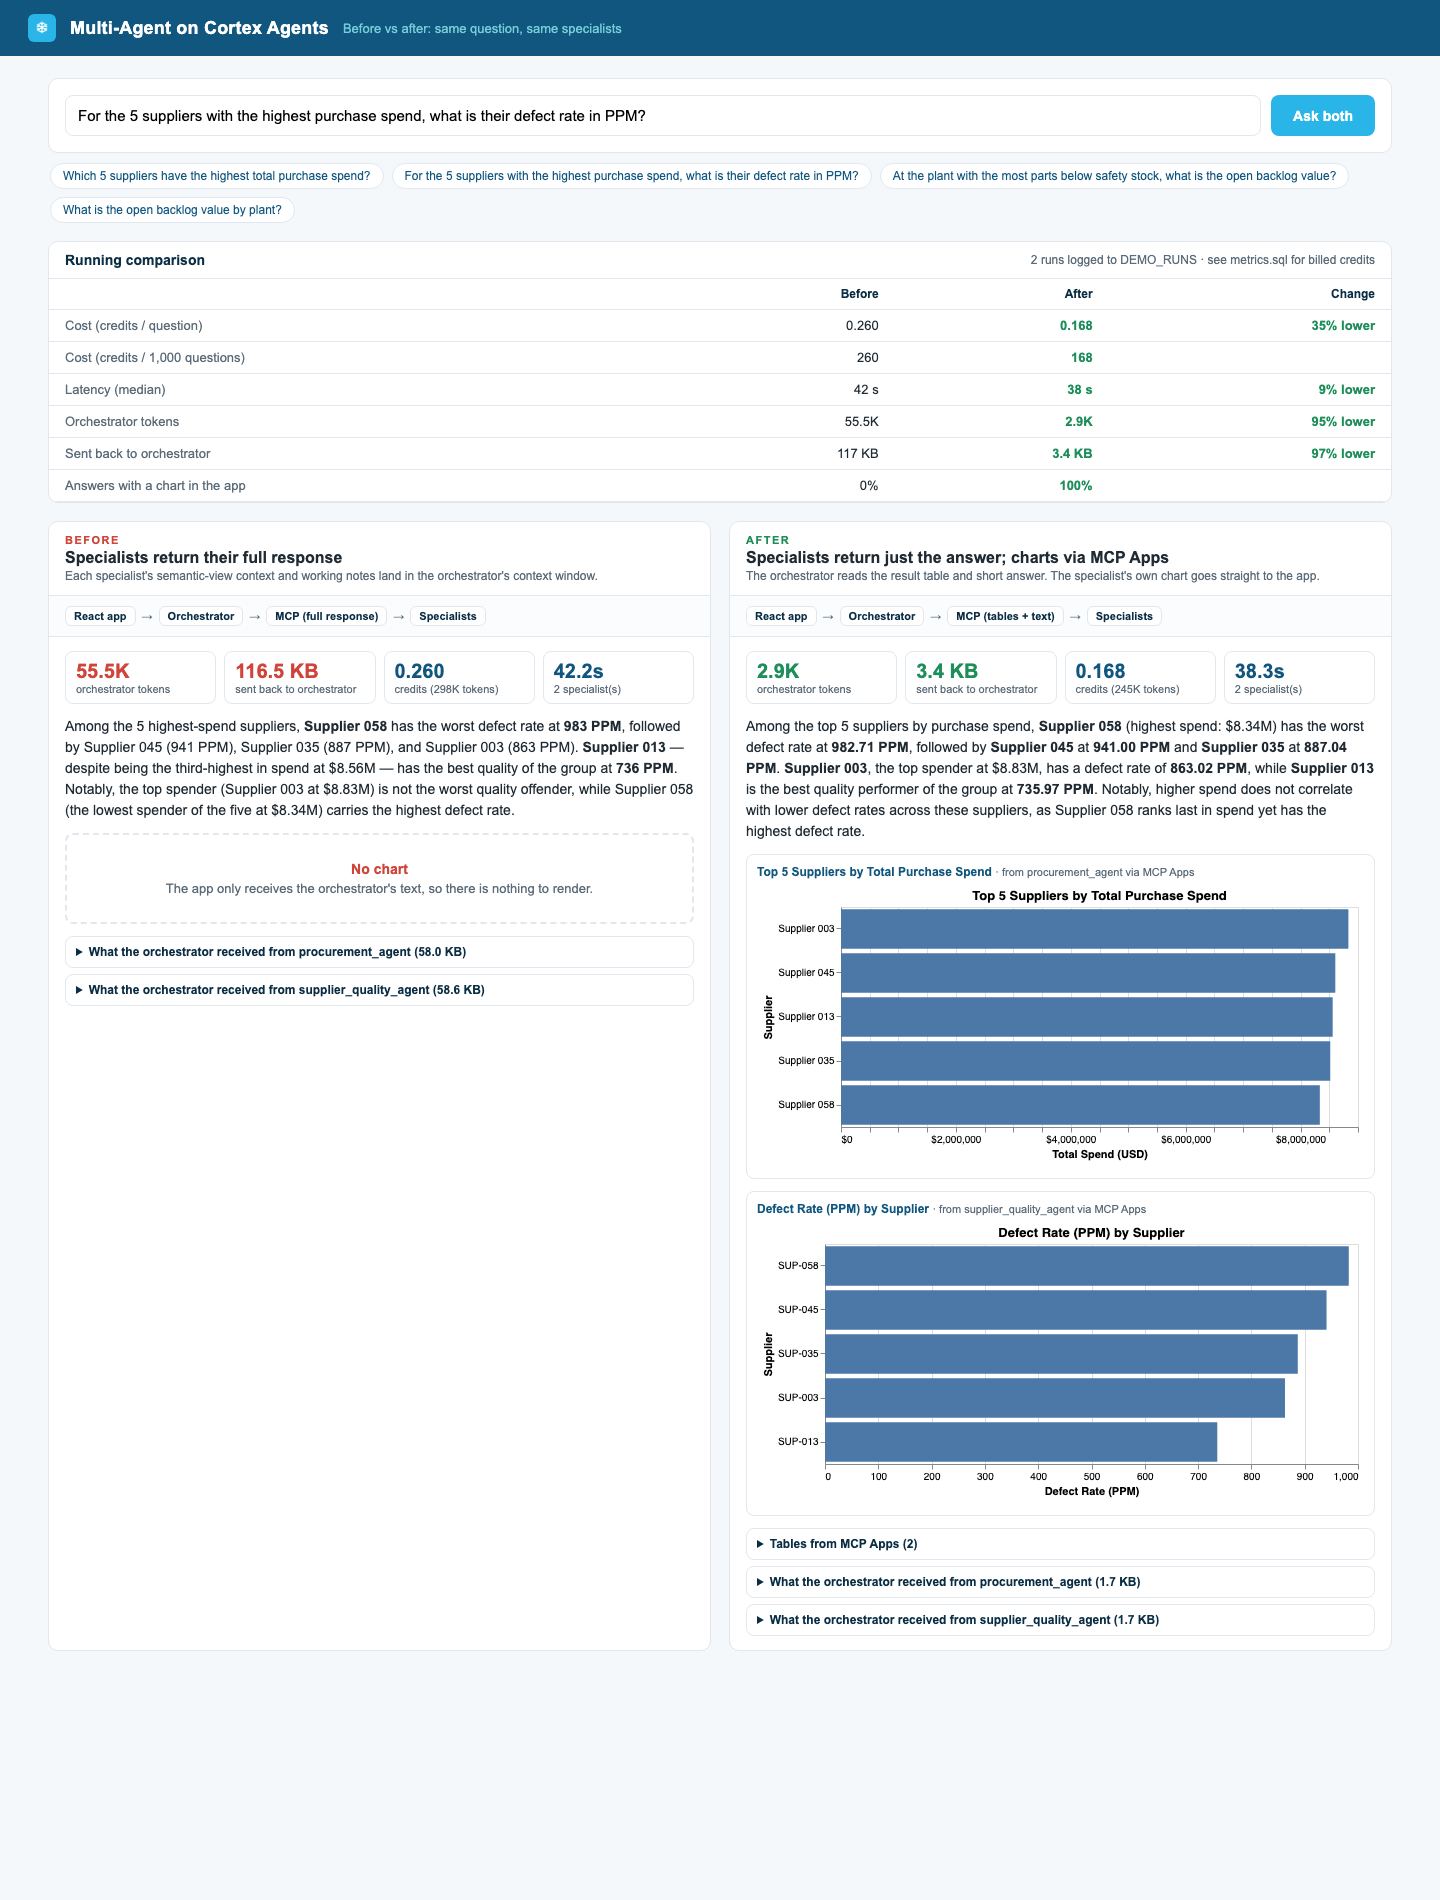 Multi-Agent on Cortex Agents Before vs after: same question, same specialists
For the 5 suppliers with the highest purchase spend, what is their defect rate in PPM?
Ask both
Which 5 suppliers have the highest total purchase spend?
For the 5 suppliers with the highest purchase spend, what is their defect rate in PPM?
At the plant with the most parts below safety stock, what is the open backlog value?
What is the open backlog value by plant?
Running comparison
2 runs logged to DEMO_RUNS · see metrics.sql for billed credits
Before After Change
Cost (credits / question) 0.260 0.168 35% lower
Cost (credits / 1,000 questions) 260 168
Latency (median) 42 s 38 s 9% lower
Orchestrator tokens 55.5K 2.9K 95% lower
Sent back to orchestrator 117 KB 3.4 KB 97% lower
Answers with a chart in the app 0% 100%
BEFORE
Specialists return their full response
Each specialist's semantic-view context and working notes land in the orchestrator's context window.
React app → Orchestrator → MCP (full response) → Specialists
55.5K
orchestrator tokens
116.5 KB
sent back to orchestrator
0.260
credits (298K tokens)
42.2s
2 specialist(s)
Among the 5 highest-spend suppliers, Supplier 058 has the worst defect rate at 983 PPM, followed
by Supplier 045 (941 PPM), Supplier 035 (887 PPM), and Supplier 003 (863 PPM). Supplier 013 —
despite being the third-highest in spend at $8.56M — has the best quality of the group at 736 PPM.
Notably, the top spender (Supplier 003 at $8.83M) is not the worst quality offender, while Supplier 058
(the lowest spender of the five at $8.34M) carries the highest defect rate.
No chart
The app only receives the orchestrator's text, so there is nothing to render.
▶ What the orchestrator received from procurement_agent (58.0 KB)
▶ What the orchestrator received from supplier_quality_agent (58.6 KB)
AFTER
Specialists return just the answer; charts via MCP Apps
The orchestrator reads the result table and short answer. The specialist's own chart goes straight to the app.
React app → Orchestrator → MCP (tables + text) → Specialists
2.9K
orchestrator tokens
3.4 KB
sent back to orchestrator
0.168
credits (245K tokens)
38.3s
2 specialist(s)
Among the top 5 suppliers by purchase spend, Supplier 058 (highest spend: $8.34M) has the worst
defect rate at 982.71 PPM, followed by Supplier 045 at 941.00 PPM and Supplier 035 at 887.04
PPM. Supplier 003, the top spender at $8.83M, has a defect rate of 863.02 PPM, while Supplier 013
is the best quality performer of the group at 735.97 PPM. Notably, higher spend does not correlate
with lower defect rates across these suppliers, as Supplier 058 ranks last in spend yet has the
highest defect rate.
Top 5 Suppliers by Total Purchase Spend · from procurement_agent via MCP Apps
Top 5 Suppliers by Total Purchase Spend
Supplier
Supplier 003
Supplier 045
Supplier 013
Supplier 035
Supplier 058
$0 $2,000,000 $4,000,000 $6,000,000 $8,000,000
Total Spend (USD)
Defect Rate (PPM) by Supplier · from supplier_quality_agent via MCP Apps
Defect Rate (PPM) by Supplier
Supplier
SUP-058
SUP-045
SUP-035
SUP-003
SUP-013
0 100 200 300 400 500 600 700 800 900 1,000
Defect Rate (PPM)
▶ Tables from MCP Apps (2)
▶ What the orchestrator received from procurement_agent (1.7 KB)
▶ What the orchestrator received from supplier_quality_agent (1.7 KB)